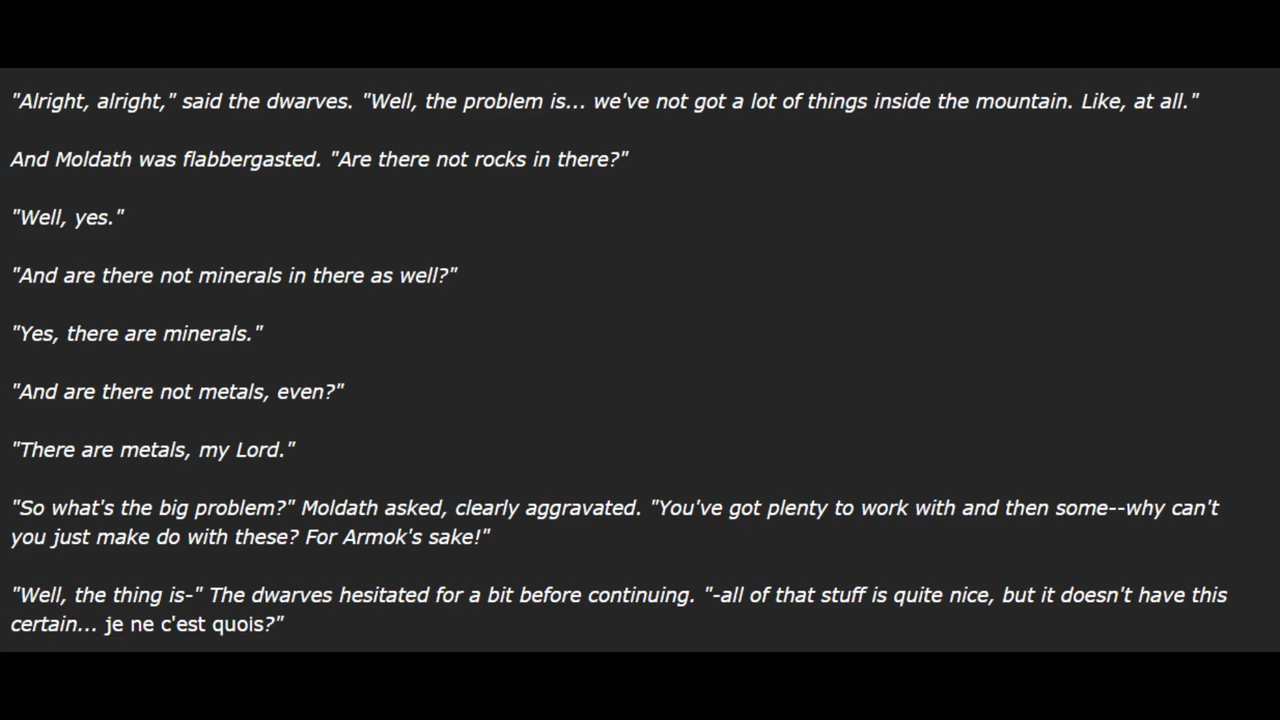 "Alright, alright," said the dwarves. "Well, the problem is... we've not got a lot of things inside the mountain. Like, at all."
And Moldath was flabbergasted. "Are there not rocks in there?"
"Well, yes."
"And are there not minerals in there as well?"
"Yes, there are minerals."
"And are there not metals, even?"
"There are metals, my Lord."
"So what's the big problem?" Moldath asked, clearly aggravated. "You've got plenty to work with and then some--why can't
you just make do with these? For Armok's sake!"
"Well, the thing is-" The dwarves hesitated for a bit before continuing. "-all of that stuff is quite nice, but it doesn't have this
certain... je ne c'est quois?"